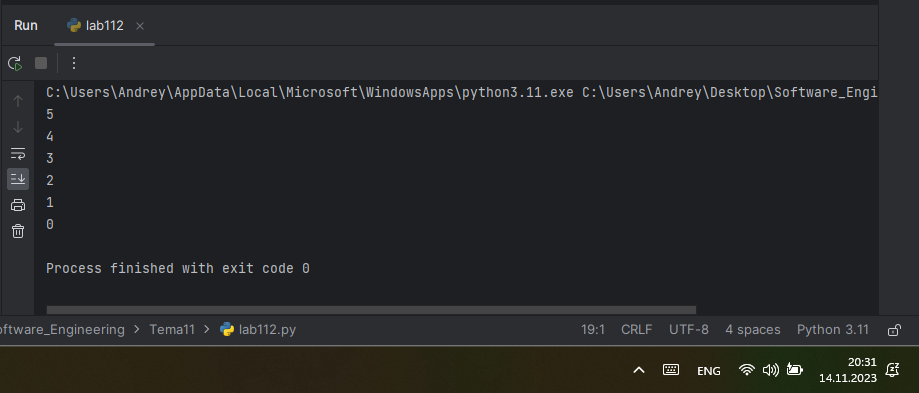 Run lab112
C:\Users\Andrey\AppData\Local\Microsoft\WindowsApps\python3.11.exe C:\Users\Andrey\Desktop\Software_Engi
5
4
3
2
1
0
Process finished with exit code 0
oftware_Engineering > Tema11 > lab112.py 19:1 CRLF UTF-8 4 spaces Python 3.11
ENG 20:31
14.11.2023